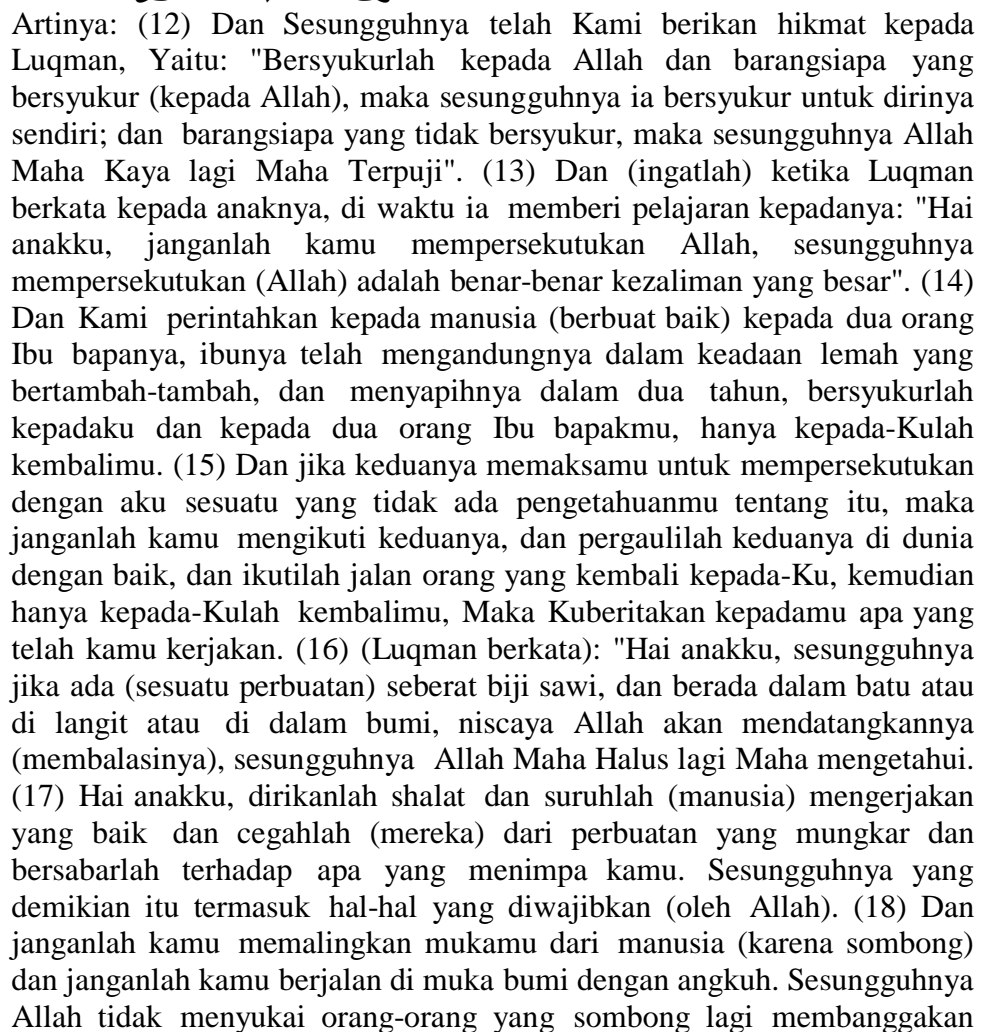 Artinya: (12) Dan Sesungguhnya telah Kami berikan hikmat kepada
Luqman, Yaitu: "Bersyukurlah kepada Allah dan barangsiapa yang
bersyukur (kepada Allah), maka sesungguhnya ia bersyukur untuk dirinya
sendiri; dan barangsiapa yang tidak bersyukur, maka sesungguhnya Allah
Maha Kaya lagi Maha Terpuji". (13) Dan (ingatlah) ketika Luqman
berkata kepada anaknya, di waktu ia memberi pelajaran kepadanya: "Hai
anakku, janganlah kamu mempersekutukan Allah, sesungguhnya
mempersekutukan (Allah) adalah benar-benar kezaliman yang besar". (14)
Dan Kami perintahkan kepada manusia (berbuat baik) kepada dua orang
Ibu bapanya, ibunya telah mengandungnya dalam keadaan lemah yang
bertambah-tambah, dan menyapihnya dalam dua tahun, bersyukurlah
kepadaku dan kepada dua orang Ibu bapakmu, hanya kepada-Kulah
kembalimu. (15) Dan jika keduanya memaksamu untuk mempersekutukan
dengan aku sesuatu yang tidak ada pengetahuanmu tentang itu, maka
janganlah kamu mengikuti keduanya, dan pergaulilah keduanya di dunia
dengan baik, dan ikutilah jalan orang yang kembali kepada-Ku, kemudian
hanya kepada-Kulah kembalimu, Maka Kuberitakan kepadamu apa yang
telah kamu kerjakan. (16) (Luqman berkata): "Hai anakku, sesungguhnya
jika ada (sesuatu perbuatan) seberat biji sawi, dan berada dalam batu atau
di langit atau di dalam bumi, niscaya Allah akan mendatangkannya
(membalasinya), sesungguhnya Allah Maha Halus lagi Maha mengetahui.
(17) Hai anakku, dirikanlah shalat dan suruhlah (manusia) mengerjakan
yang baik dan cegahlah (mereka) dari perbuatan yang mungkar dan
bersabarlah terhadap apa yang menimpa kamu. Sesungguhnya yang
demikian itu termasuk hal-hal yang diwajibkan (oleh Allah). (18) Dan
janganlah kamu memalingkan mukamu dari manusia (karena sombong)
dan janganlah kamu berjalan di muka bumi dengan angkuh. Sesungguhnya
Allah tidak menyukai orang-orang yang sombong lagi membanggakan